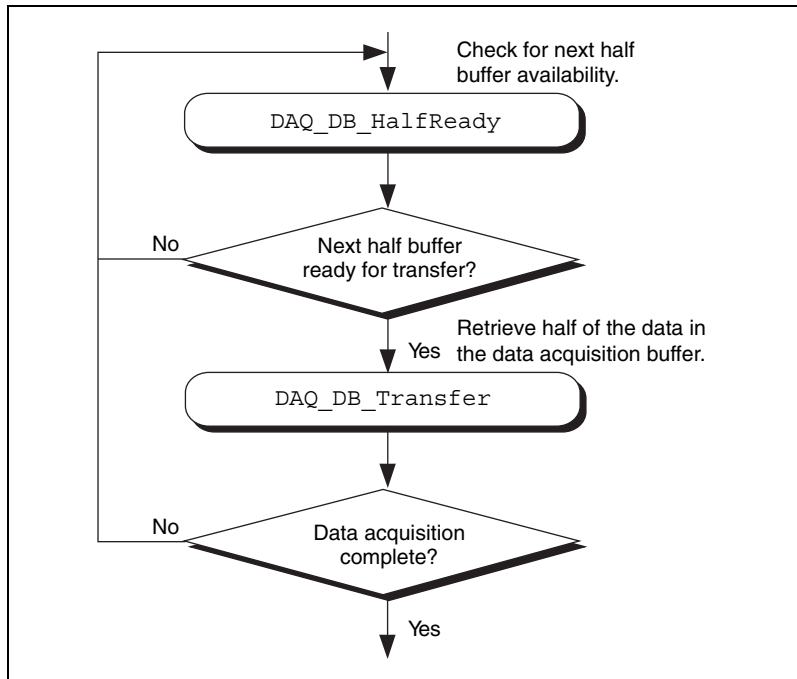 Check for next half
buffer availability.
DAQ_DB_HalfReady
No
Next half buffer
ready for transfer?
Retrieve half of the data in
the data acquisition buffer.
Yes
DAQ_DB_Transfer
No
Data acquisition
complete?
Yes